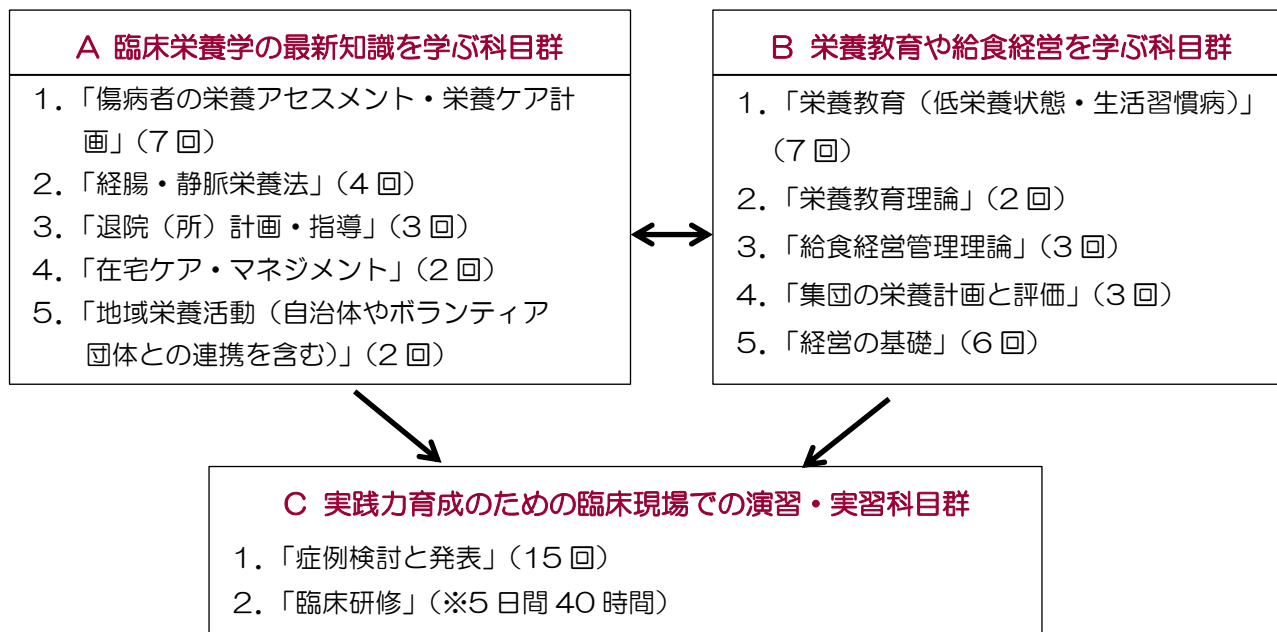 A 臨床栄養学の最新知識を学ぶ科目群
1．「傷病者の栄養アセスメント・栄養ケア計
画」（7回）
2．「経腸・静脈栄養法」（4回）
3．「退院（所）計画・指導」（3回）
4．「在宅ケア・マネジメント」（2回）
5．「地域栄養活動（自治体やボランティア
団体との連携を含む）」（2回）
B 栄養教育や給食経営を学ぶ科目群
1．「栄養教育（低栄養状態・生活習慣病）」
（7回）
2．「栄養教育理論」（2回）
3．「給食経営管理理論」（3回）
4．「集団の栄養計画と評価」（3回）
5．「経営の基礎」（6回）
C 実践力育成のための臨床現場での演習・実習科目群
1．「症例検討と発表」（15回）
2．「臨床研修」（※5日間40時間）